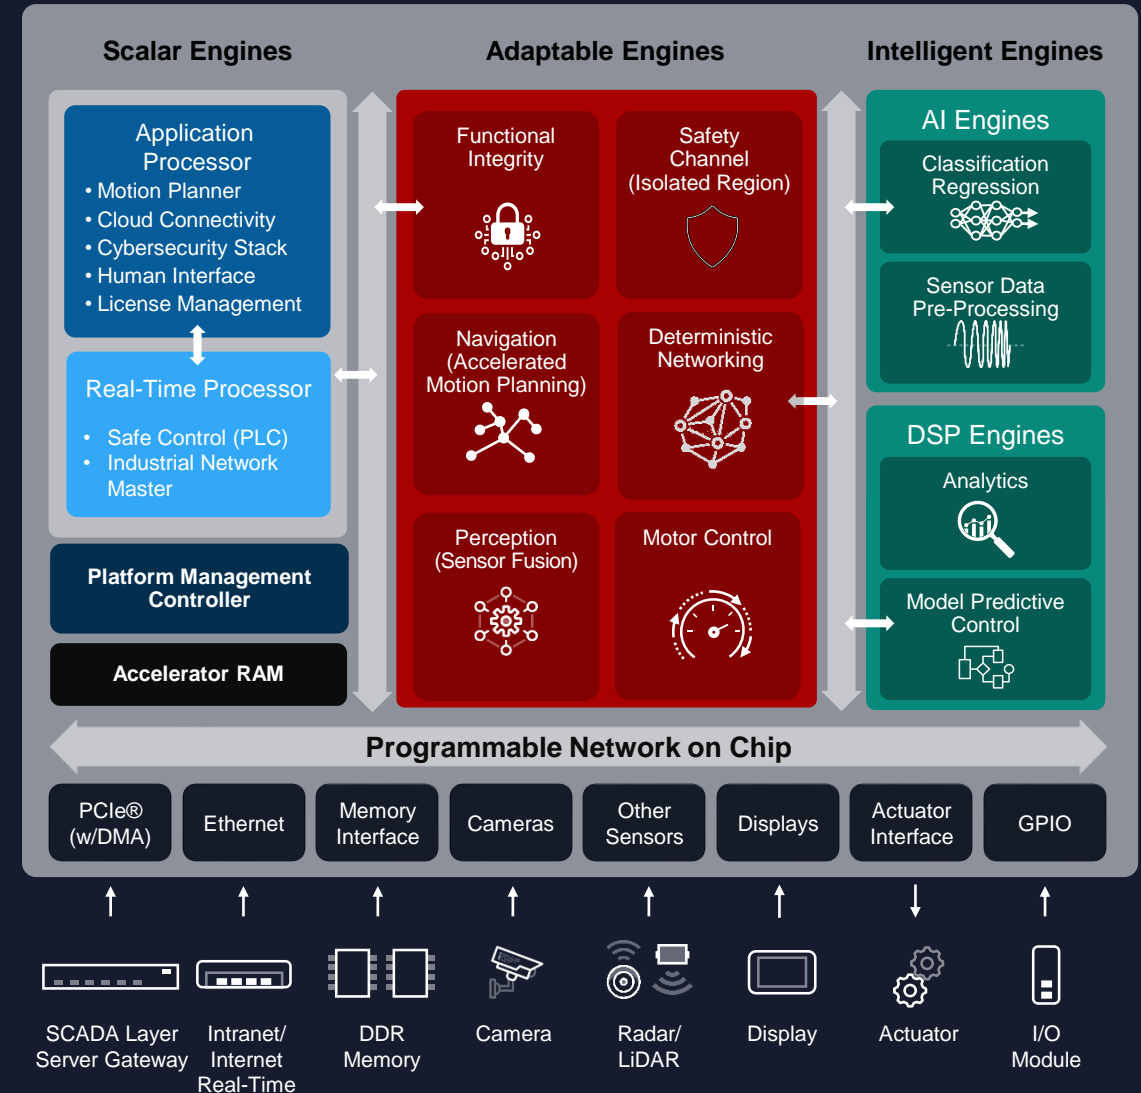 Scalar Engines
Adaptable Engines
Intelligent Engines
Application
Processor
• Motion Planner
• Cloud Connectivity
• Cybersecurity Stack
• Human Interface
• License Management
Real-Time Processor
• Safe Control (PLC)
• Industrial Network
Master
Platform Management
Controller
Accelerator RAM
Functional
Integrity
Safety
Channel
(Isolated Region)
Navigation
(Accelerated
Motion Planning)
Deterministic
Networking
Perception
(Sensor Fusion)
Motor Control
AI Engines
Classification
Regression
Sensor Data
Pre-Processing
DSP Engines
Analytics
Model Predictive
Control
Programmable Network on Chip
PCIe®
(w/DMA)
Ethernet
Memory
Interface
Cameras
Other
Sensors
Displays
Actuator
Interface
GPIO
SCADA Layer
Server Gateway
Intranet/
Internet
Real-Time
DDR
Memory
Camera
Radar/
LiDAR
Display
Actuator
I/O
Module